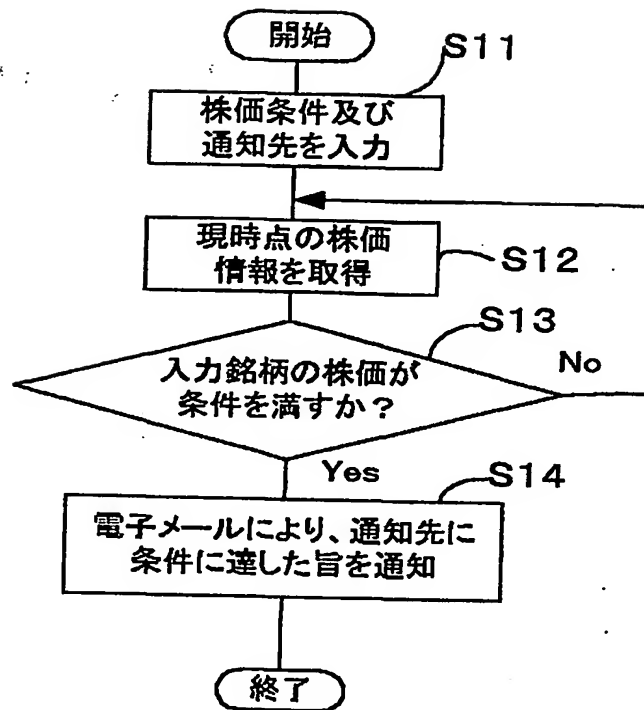 開始
S11
株価条件及び
通知先を入力
現時点の株価
情報を取得
S12
S13
入力銘柄の株価が
条件を満すか？
No
Yes
S14
電子メールにより、通知先に
条件に達した旨を通知
終了